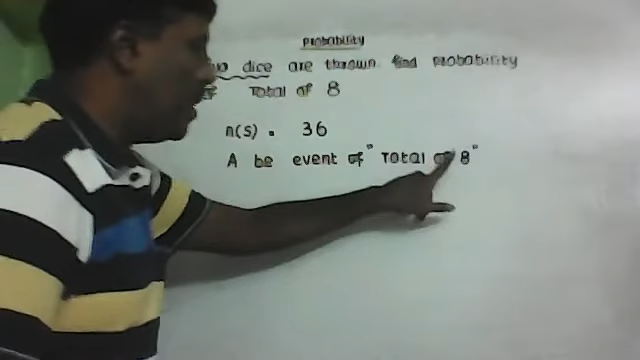 Probability
dice are thrown find probability
Total of 8
n(s) = 36
A be event of "Total of 8"